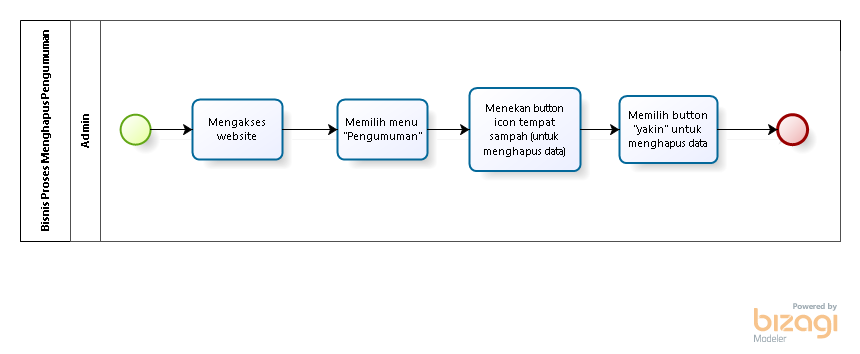 Bisnis Proses Menghapus Pengumuman
Admin
Mengakses
website
Memilih menu
"Pengumuman"
Menekan button
icon tempat
sampah (untuk
menghapus data)
Memilih button
"yakin" untuk
menghapus data
Powered by
bizagi
Modeler